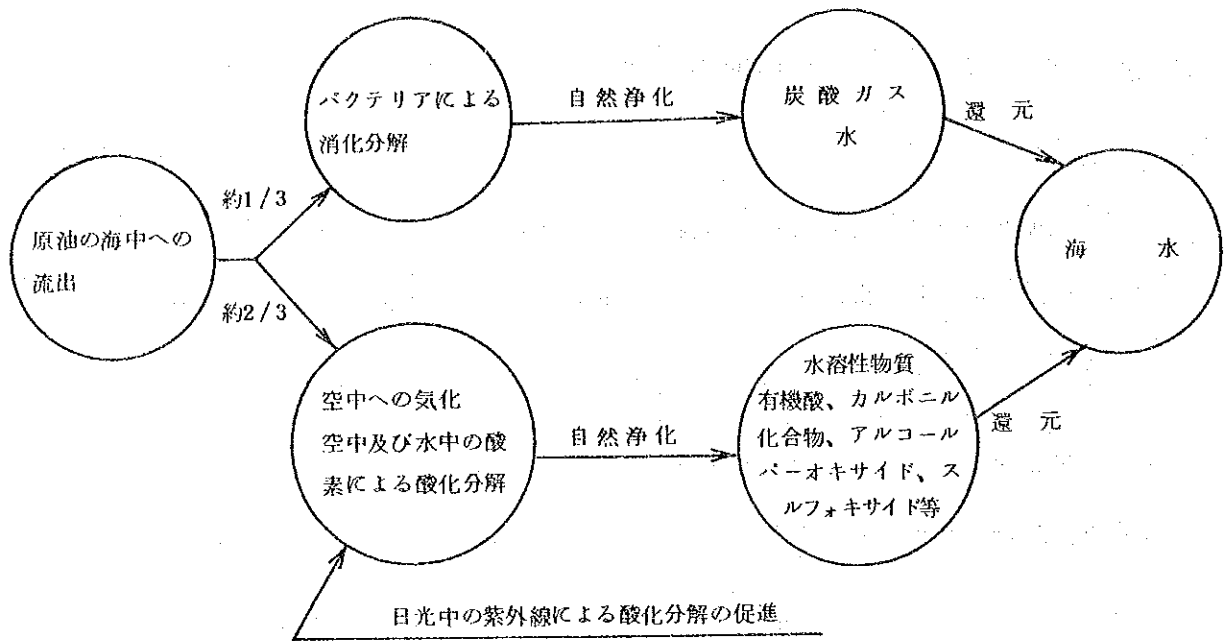 バクテリアによる
消化分解
自然浄化
炭酸ガス
水
還元
約1/3
原油の海中への
流出
海水
約2/3
空中への気化
空中及び水中の酸
素による酸化分解
自然浄化
水溶性物質
有機酸、カルボニル
化合物、アルコール
パーオキサイド、ス
ルフォキサイド等
還元
日光中の紫外線による酸化分解の促進